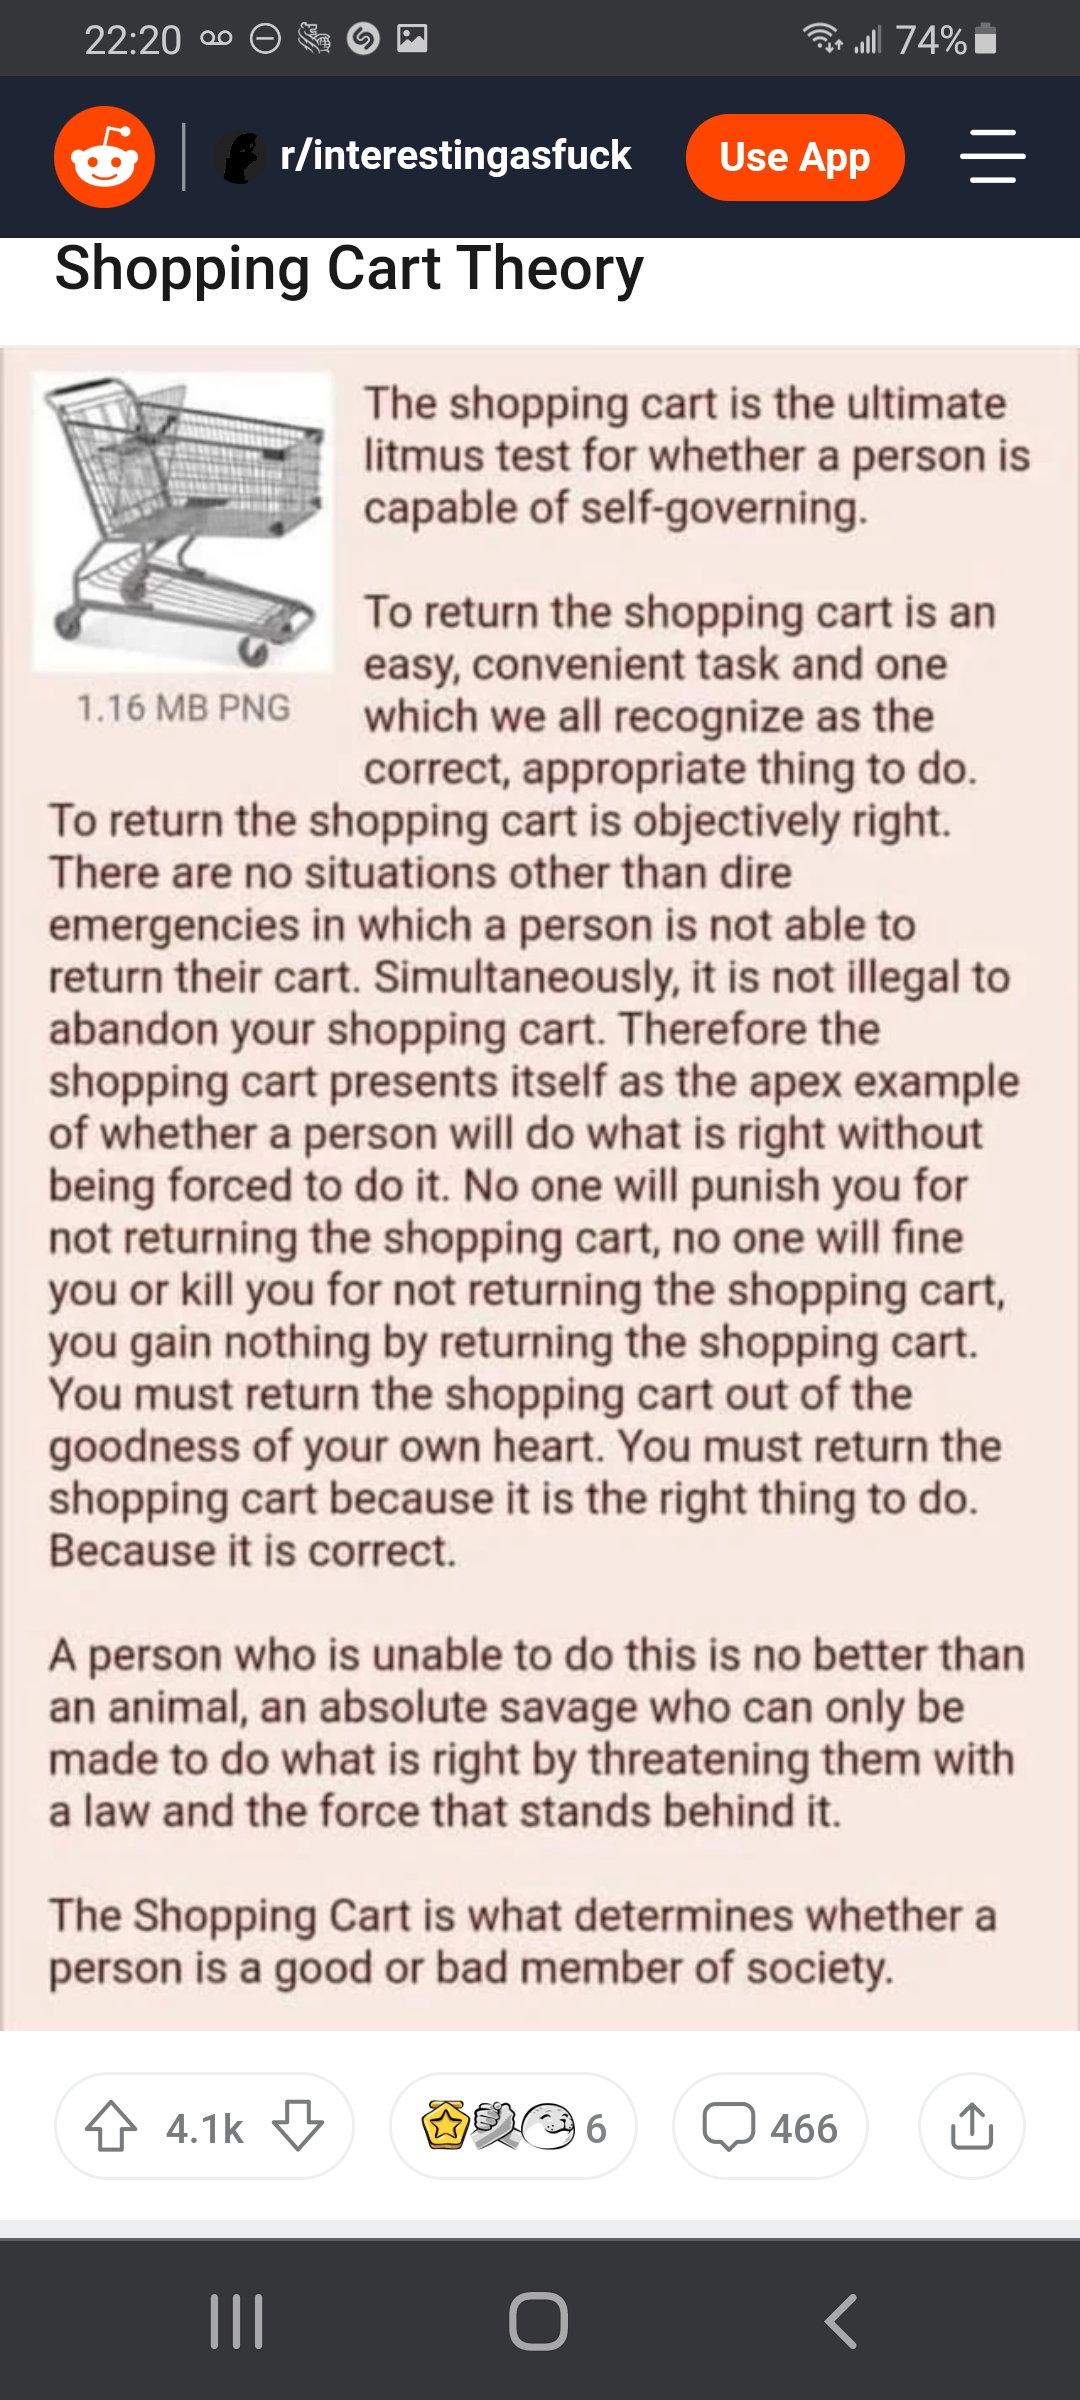 22:20 74%
r/interestingasfuck Use App
Shopping Cart Theory
The shopping cart is the ultimate
litmus test for whether a person is
capable of self-governing.
To return the shopping cart is an
easy, convenient task and one
1.16 MB PNG
which we all recognize as the
correct, appropriate thing to do.
To return the shopping cart is objectively right.
There are no situations other than dire
emergencies in which a person is not able to
return their cart. Simultaneously, it is not illegal to
abandon your shopping cart. Therefore the
shopping cart presents itself as the apex example
of whether a person will do what is right without
being forced to do it. No one will punish you for
not returning the shopping cart, no one will fine
you or kill you for not returning the shopping cart,
you gain nothing by returning the shopping cart.
You must return the shopping cart out of the
goodness of your own heart. You must return the
shopping cart because it is the right thing to do.
Because it is correct.
A person who is unable to do this is no better than
an animal, an absolute savage who can only be
made to do what is right by threatening them with
a law and the force that stands behind it.
The Shopping Cart is what determines whether a
person is a good or bad member of society.
4.1k 6 466